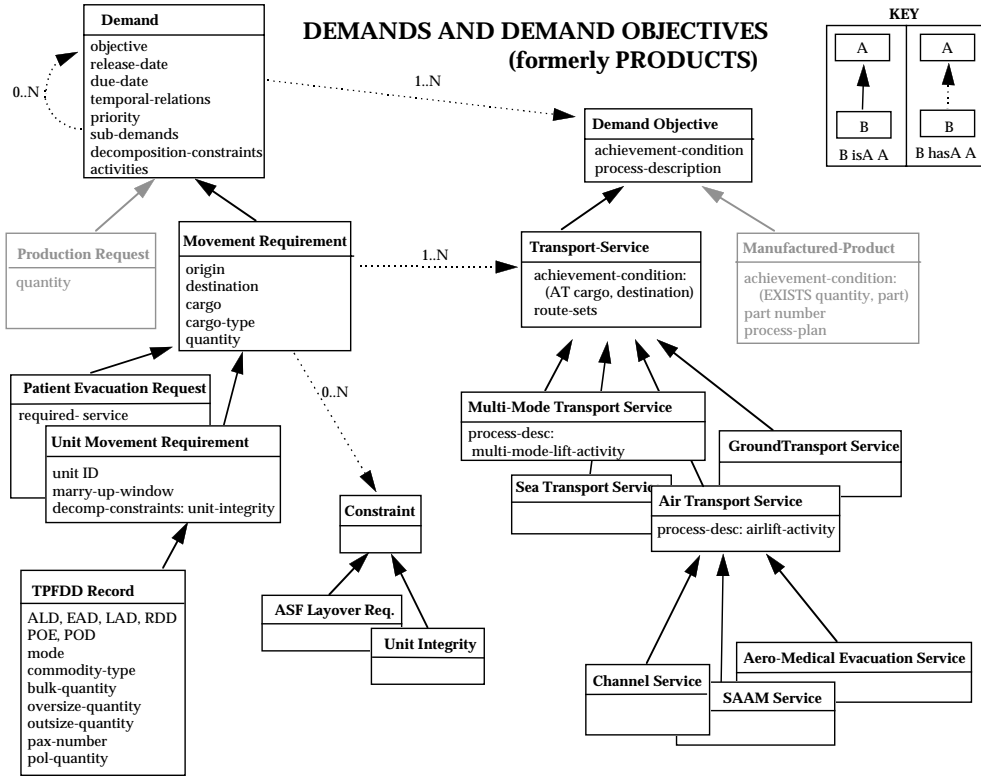 DEMANDS AND DEMAND OBJECTIVES
(formerly PRODUCTS)
KEY
A
B
B isA A
A
B
B hasA A
Demand
objective
release-date
due-date
temporal-relations
priority
sub-demands
decomposition-constraints
activities
0..N
1..N
Demand Objective
achievement-condition
process-description
Production Request
quantity
Movement Requirement
origin
destination
cargo
cargo-type
quantity
1..N
Transport-Service
achievement-condition:
(AT cargo, destination)
route-sets
Manufactured-Product
achievement-condition:
(EXISTS quantity, part)
part number
process-plan
Patient Evacuation Request
required- service
Unit Movement Requirement
unit ID
marry-up-window
decomp-constraints: unit-integrity
0..N
Multi-Mode Transport Service
process-desc:
multi-mode-lift-activity
GroundTransport Service
Sea Transport Service
Air Transport Service
process-desc: airlift-activity
Constraint
TPFDD Record
ALD, EAD, LAD, RDD
POE, POD
mode
commodity-type
bulk-quantity
oversize-quantity
outsize-quantity
pax-number
pol-quantity
ASF Layover Req.
Unit Integrity
Channel Service
SAAM Service
Aero-Medical Evacuation Service